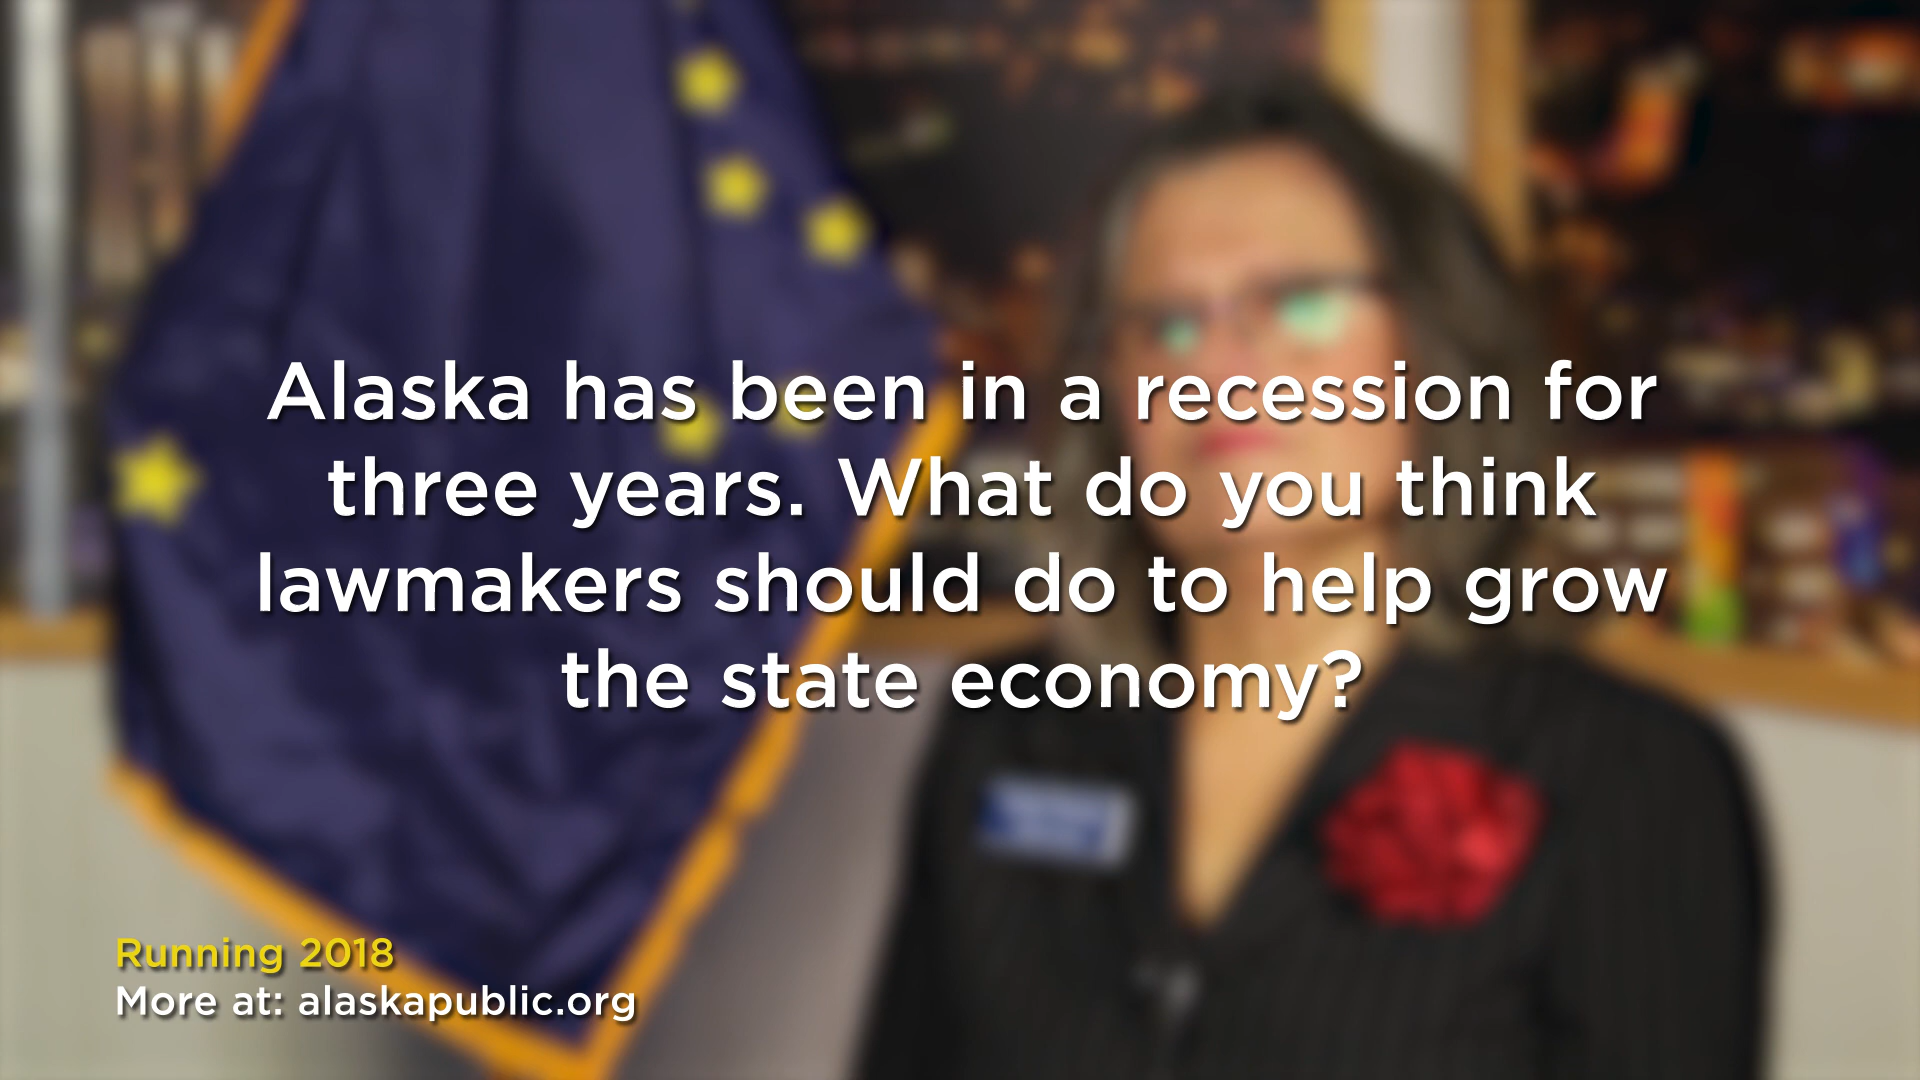 Alaska has been in a recession for
three years. What do you think
lawmakers should do to help grow
the state economy?
Running 2018
More at: alaskapublic.org